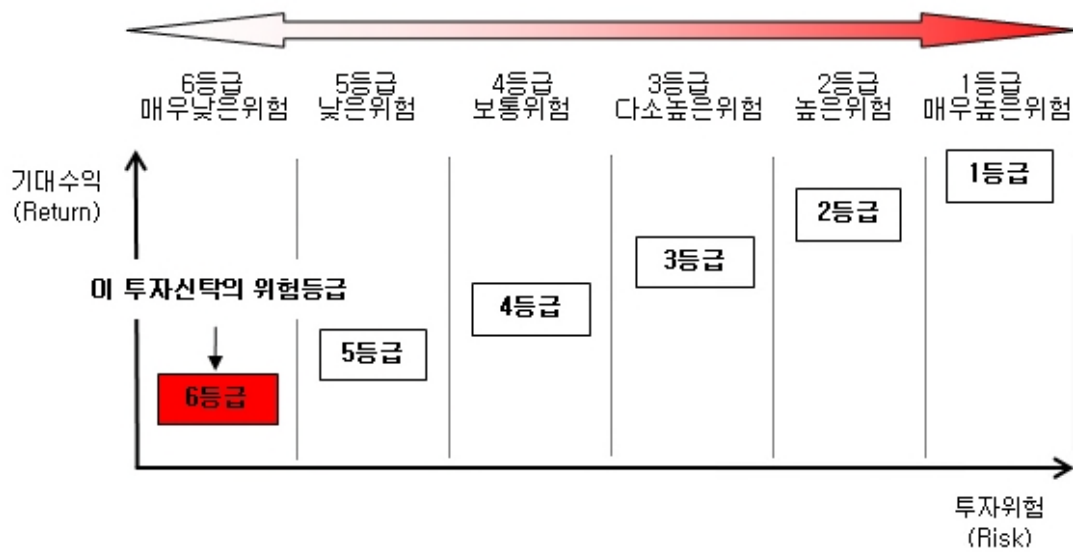 6등급 5등급 4등급 3등급 2등급 1등급
매우낮은위험 낮은위험 보통위험 다소높은위험 높은위험 매우높은위험
기대수익
(Return)
1등급
2등급
3등급
이 투자신탁의 위험등급
4등급
5등급
6등급
투자위험
(Risk)